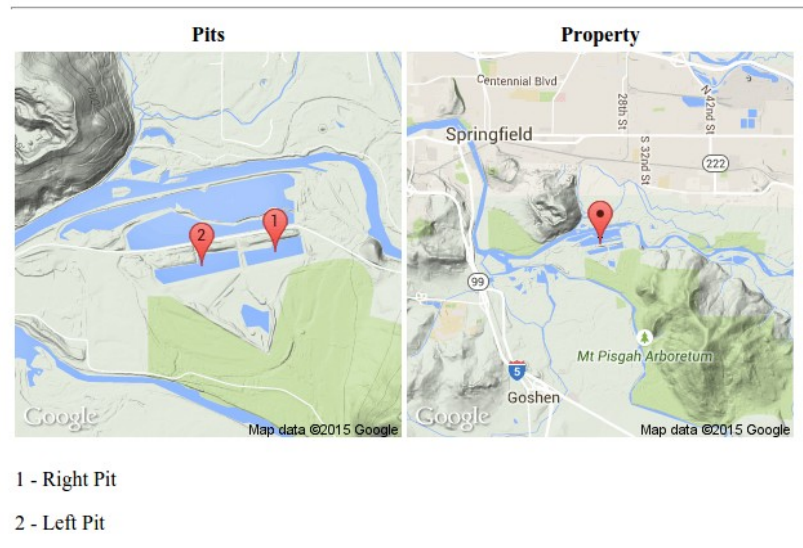 Pits
2
1
Google
Map data ©2015 Google
Property
Centennial Blvd
28th St
N 42nd St
Springfield
S 32nd St
222
99
Mt Pisgah Arboretum
5
Goshen
Google
Map data ©2015 Google
1 - Right Pit
2 - Left Pit